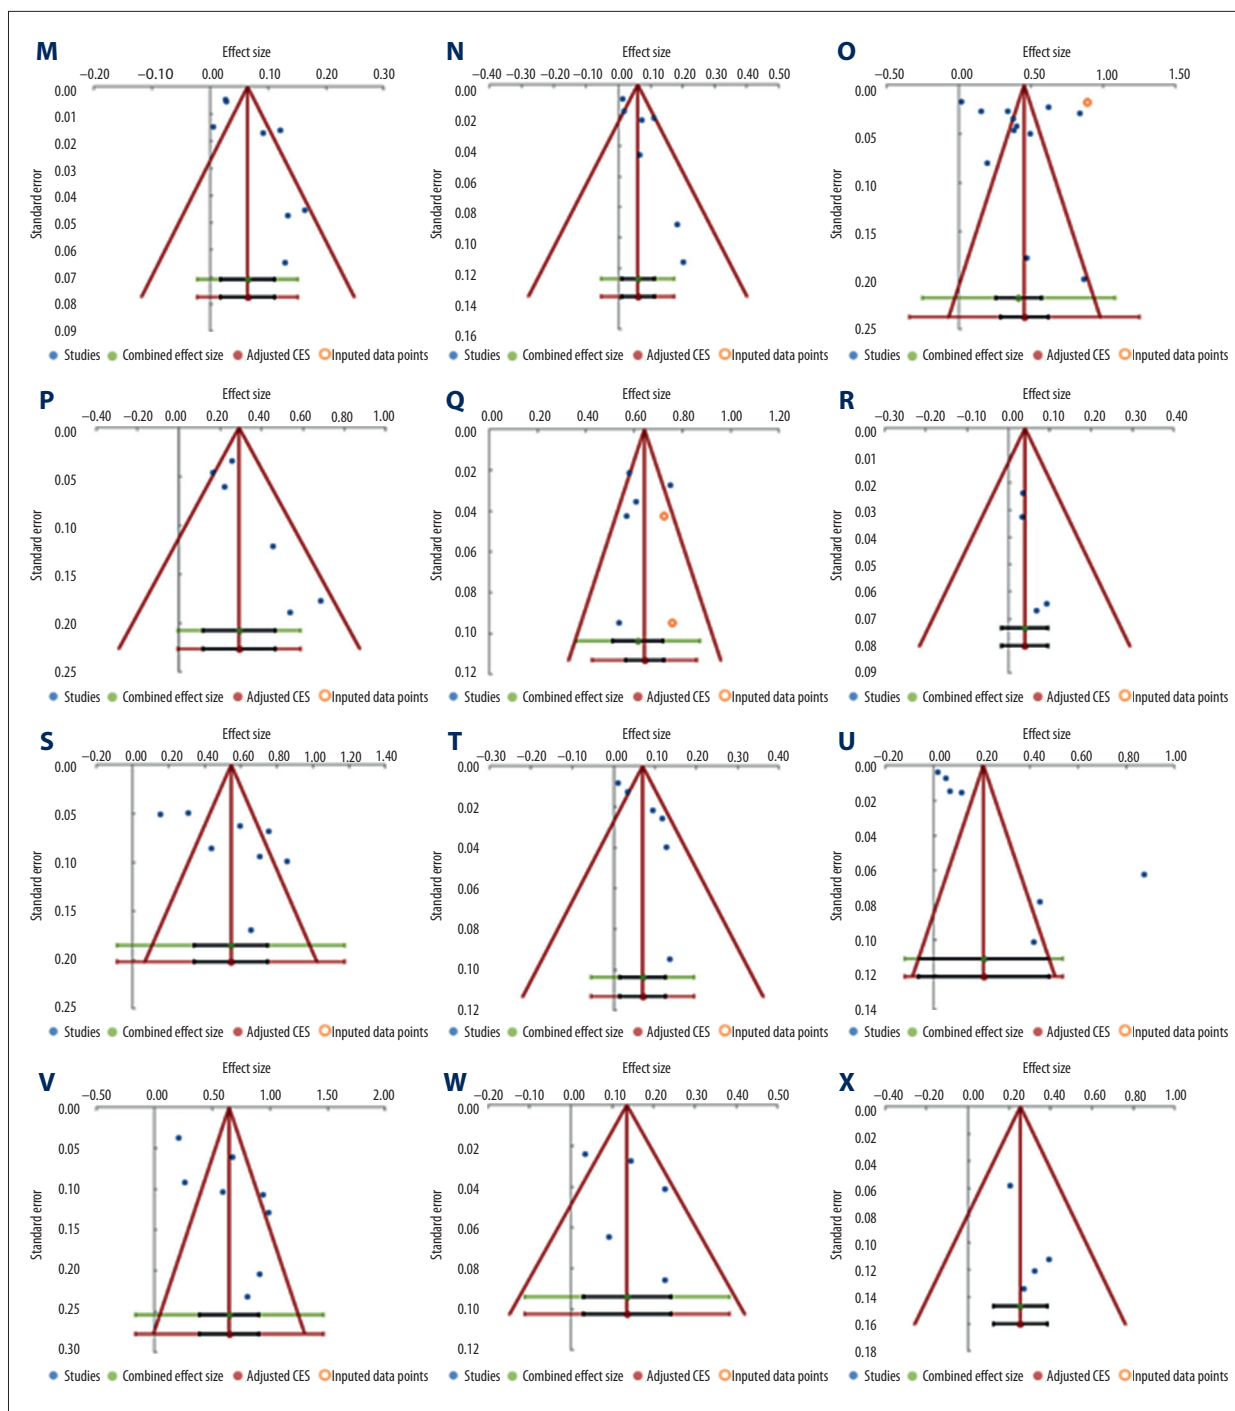 M
Effect size
−0.20 −0.10 0.00 0.10 0.20 0.30
Standard error
0.00
0.01
0.02
0.03
0.04
0.05
0.06
0.07
0.08
0.09
Studies Combined effect size Adjusted CES Inputed data points
N
Effect size
−0.40 −0.30 −0.20 −0.10 0.00 0.10 0.20 0.30 0.40 0.50
Standard error
0.00
0.02
0.04
0.06
0.08
0.10
0.12
0.14
0.16
Studies Combined effect size Adjusted CES Inputed data points
O
Effect size
−0.50 0.00 0.50 1.00 1.50
Standard error
0.00
0.05
0.10
0.15
0.20
0.25
Studies Combined effect size Adjusted CES Inputed data points
P
Effect size
−0.40 −0.20 0.00 0.20 0.40 0.60 0.80 1.00
Standard error
0.00
0.05
0.10
0.15
0.20
0.25
Studies Combined effect size Adjusted CES Inputed data points
Q
Effect size
0.00 0.20 0.40 0.60 0.80 1.00 1.20
Standard error
0.00
0.02
0.04
0.06
0.08
0.10
0.12
Studies Combined effect size Adjusted CES Inputed data points
R
Effect size
−0.30 −0.20 −0.10 0.00 0.10 0.20 0.30 0.40
Standard error
0.00
0.01
0.02
0.03
0.04
0.05
0.06
0.07
0.08
0.09
Studies Combined effect size Adjusted CES Inputed data points
S
Effect size
−0.20 0.00 0.20 0.40 0.60 0.80 1.00 1.20 1.40
Standard error
0.00
0.05
0.10
0.15
0.20
0.25
Studies Combined effect size Adjusted CES Inputed data points
T
Effect size
−0.30 −0.20 −0.10 0.00 0.10 0.20 0.30 0.40
Standard error
0.00
0.02
0.04
0.06
0.08
0.10
0.12
Studies Combined effect size Adjusted CES Inputed data points
U
Effect size
−0.20 0.00 0.20 0.40 0.60 0.80 1.00
Standard error
0.00
0.02
0.04
0.06
0.08
0.10
0.12
0.14
Studies Combined effect size Adjusted CES Inputed data points
V
Effect size
−0.50 0.00 0.50 1.00 1.50 2.00
Standard error
0.00
0.05
0.10
0.15
0.20
0.25
0.30
Studies Combined effect size Adjusted CES Inputed data points
W
Effect size
−0.20 −0.10 0.00 0.10 0.20 0.30 0.40 0.50
Standard error
0.00
0.02
0.04
0.06
0.08
0.10
0.12
Studies Combined effect size Adjusted CES Inputed data points
X
Effect size
−0.40 −0.20 0.00 0.20 0.40 0.60 0.80 1.00
Standard error
0.00
0.02
0.04
0.06
0.08
0.10
0.12
0.14
0.16
0.18
Studies Combined effect size Adjusted CES Inputed data points